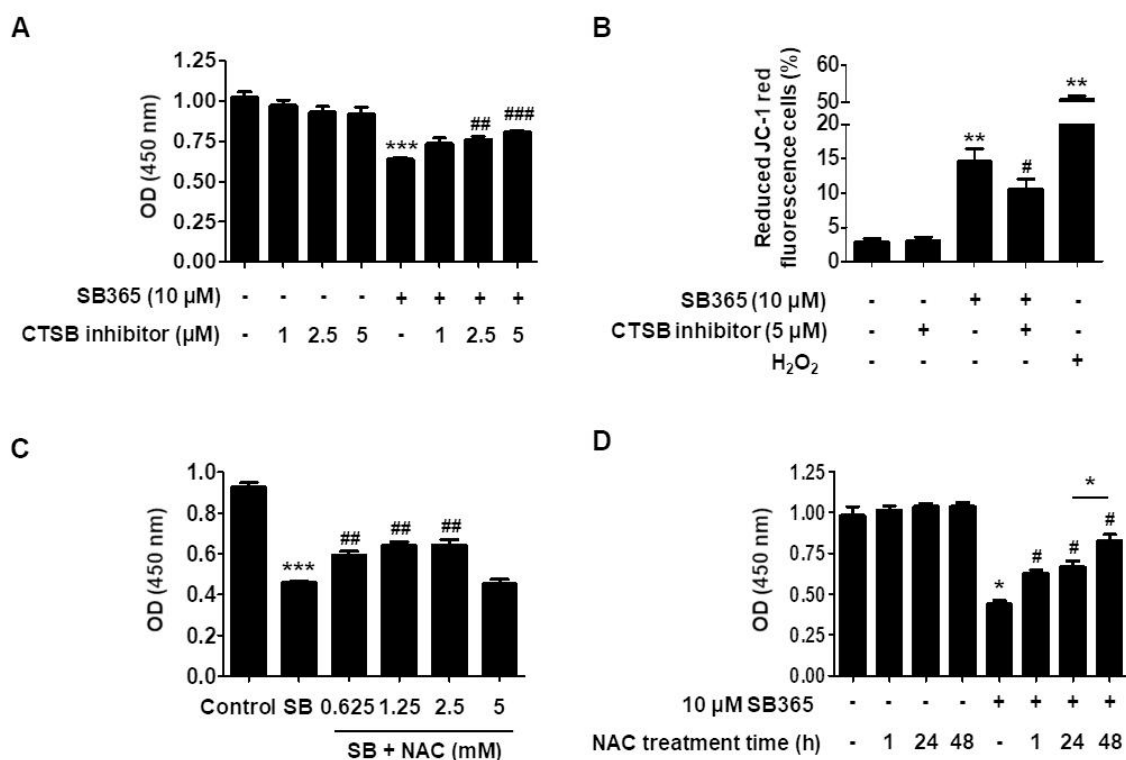 A
OD (450 nm)
1.25
1.00
0.75
0.50
0.25
0.00
*** ## ###
SB365 (10 μM) - - - - + + + +
CTSB inhibitor (μM) - 1 2.5 5 - 1 2.5 5
B
Reduced JC-1 red
fluorescence cells (%)
60
50
20
15
10
5
0
** # **
SB365 (10 μM) - - + + -
CTSB inhibitor (5 μM) - + - + -
H₂O₂ - - - - +
C
OD (450 nm)
1.0
0.8
0.6
0.4
0.2
0.0
*** ## ## ##
Control SB 0.625 1.25 2.5 5
SB + NAC (mM)
D
OD (450 nm)
1.25
1.00
0.75
0.50
0.25
0.00
*
* # # #
10 μM SB365 - - - - + + + +
NAC treatment time (h) - 1 24 48 - 1 24 48